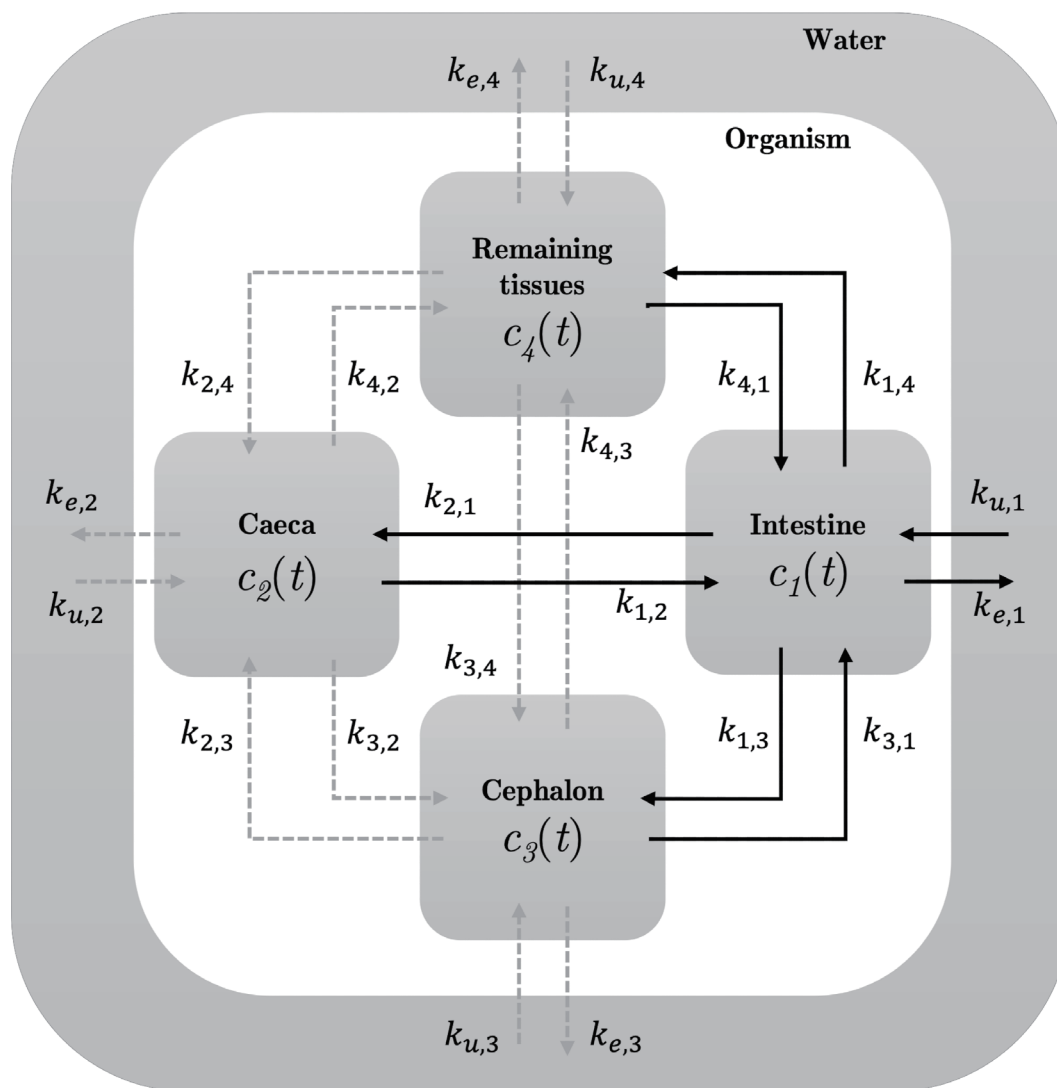 Water
k_{e,4}
k_{u,4}
Organism
Remaining
tissues
c_4(t)
k_{2,4}
k_{4,2}
k_{4,1}
k_{1,4}
k_{4,3}
k_{e,2}
k_{2,1}
k_{u,1}
Caeca
c_2(t)
Intestine
c_1(t)
k_{u,2}
k_{1,2}
k_{e,1}
k_{3,4}
k_{2,3}
k_{3,2}
k_{1,3}
k_{3,1}
Cephalon
c_3(t)
k_{u,3}
k_{e,3}